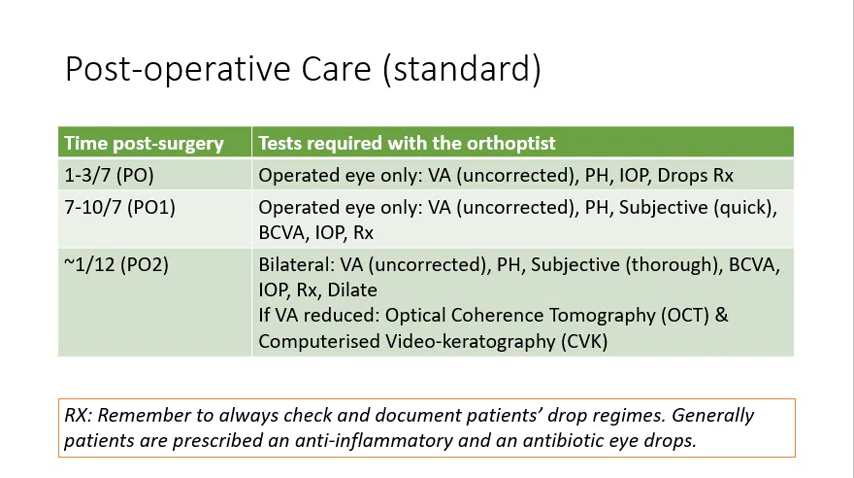 Post-operative Care (standard)
Time post-surgery
Tests required with the orthoptist
1-3/7 (PO)
Operated eye only: VA (uncorrected), PH, IOP, Drops Rx
7-10/7 (PO1)
Operated eye only: VA (uncorrected), PH, Subjective (quick),
BCVA, IOP, Rx
~1/12 (PO2)
Bilateral: VA (uncorrected), PH, Subjective (thorough), BCVA,
IOP, Rx, Dilate
If VA reduced: Optical Coherence Tomography (OCT) &
Computerised Video-keratography (CVK)
RX: Remember to always check and document patients’ drop regimes. Generally
patients are prescribed an anti-inflammatory and an antibiotic eye drops.